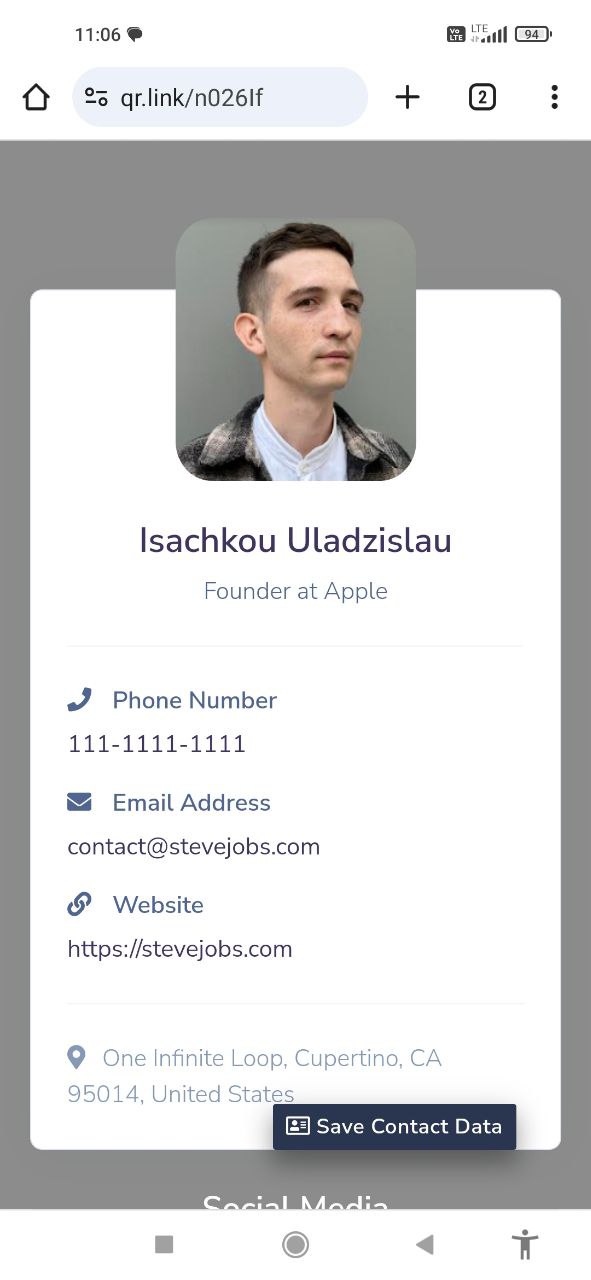 11:06
Vo LTE LTE 94
qr.link/n026If 2
Isachkou Uladzislau
Founder at Apple
Phone Number
111-1111-1111
Email Address
contact@stevejobs.com
Website
https://stevejobs.com
One Infinite Loop, Cupertino, CA
95014, United States
Save Contact Data
Social Media